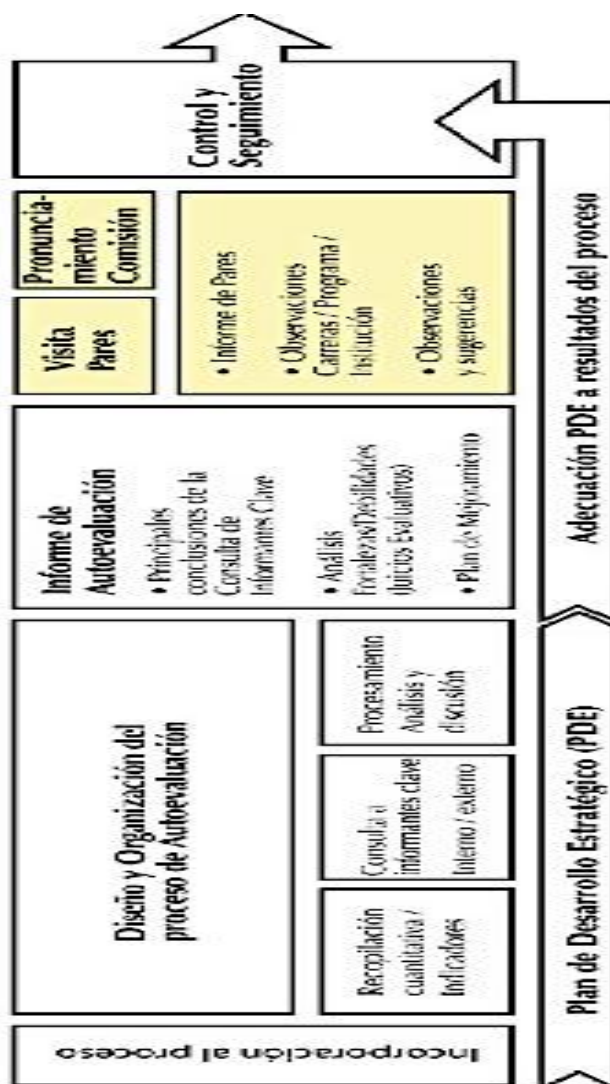 Incorporación al proceso
Diseño y Organización del
proceso de Autoevaluación
Recopilación
cuantitativa /
Indicadores
Consulta a
informantes clave
Interno / externo
Procesamiento
Análisis y
discusión
Informe de
Autoevaluación
• Principales
conclusiones de la
Consulta de
Informantes Clave
• Análisis
Fortalezas/Debilidades
(Juicios Evaluativos)
• Plan de Mejoramiento
Visita
Pares
Pronuncia-
miento
Comisión
• Informe de Pares
• Observaciones
Carreras / Programa /
Institución
• Observaciones
y sugerencias
Control y
Seguimiento
Plan de Desarrollo Estratégico (PDE)
Adecuación PDE a resultados del proceso